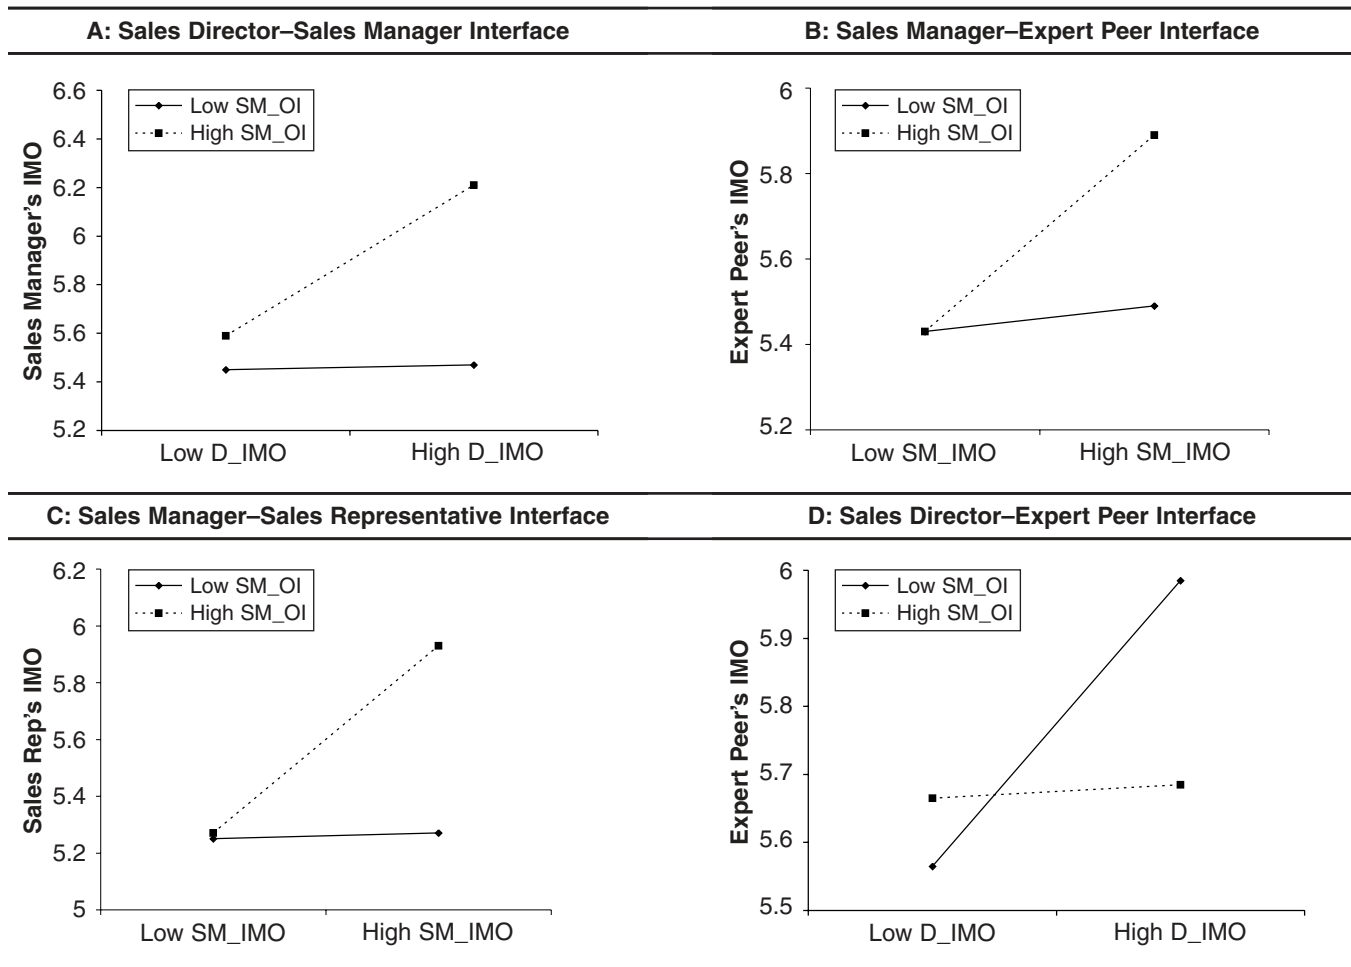 A: Sales Director–Sales Manager Interface
Sales Manager's IMO
6.6
6.4
6.2
6
5.8
5.6
5.4
5.2
Low SM_OI
High SM_OI
Low D_IMO
High D_IMO
B: Sales Manager–Expert Peer Interface
Expert Peer's IMO
6
5.8
5.6
5.4
5.2
Low SM_OI
High SM_OI
Low SM_IMO
High SM_IMO
C: Sales Manager–Sales Representative Interface
Sales Rep's IMO
6.2
6
5.8
5.6
5.4
5.2
5
Low SM_OI
High SM_OI
Low SM_IMO
High SM_IMO
D: Sales Director–Expert Peer Interface
Expert Peer's IMO
6
5.9
5.8
5.7
5.6
5.5
Low SM_OI
High SM_OI
Low D_IMO
High D_IMO